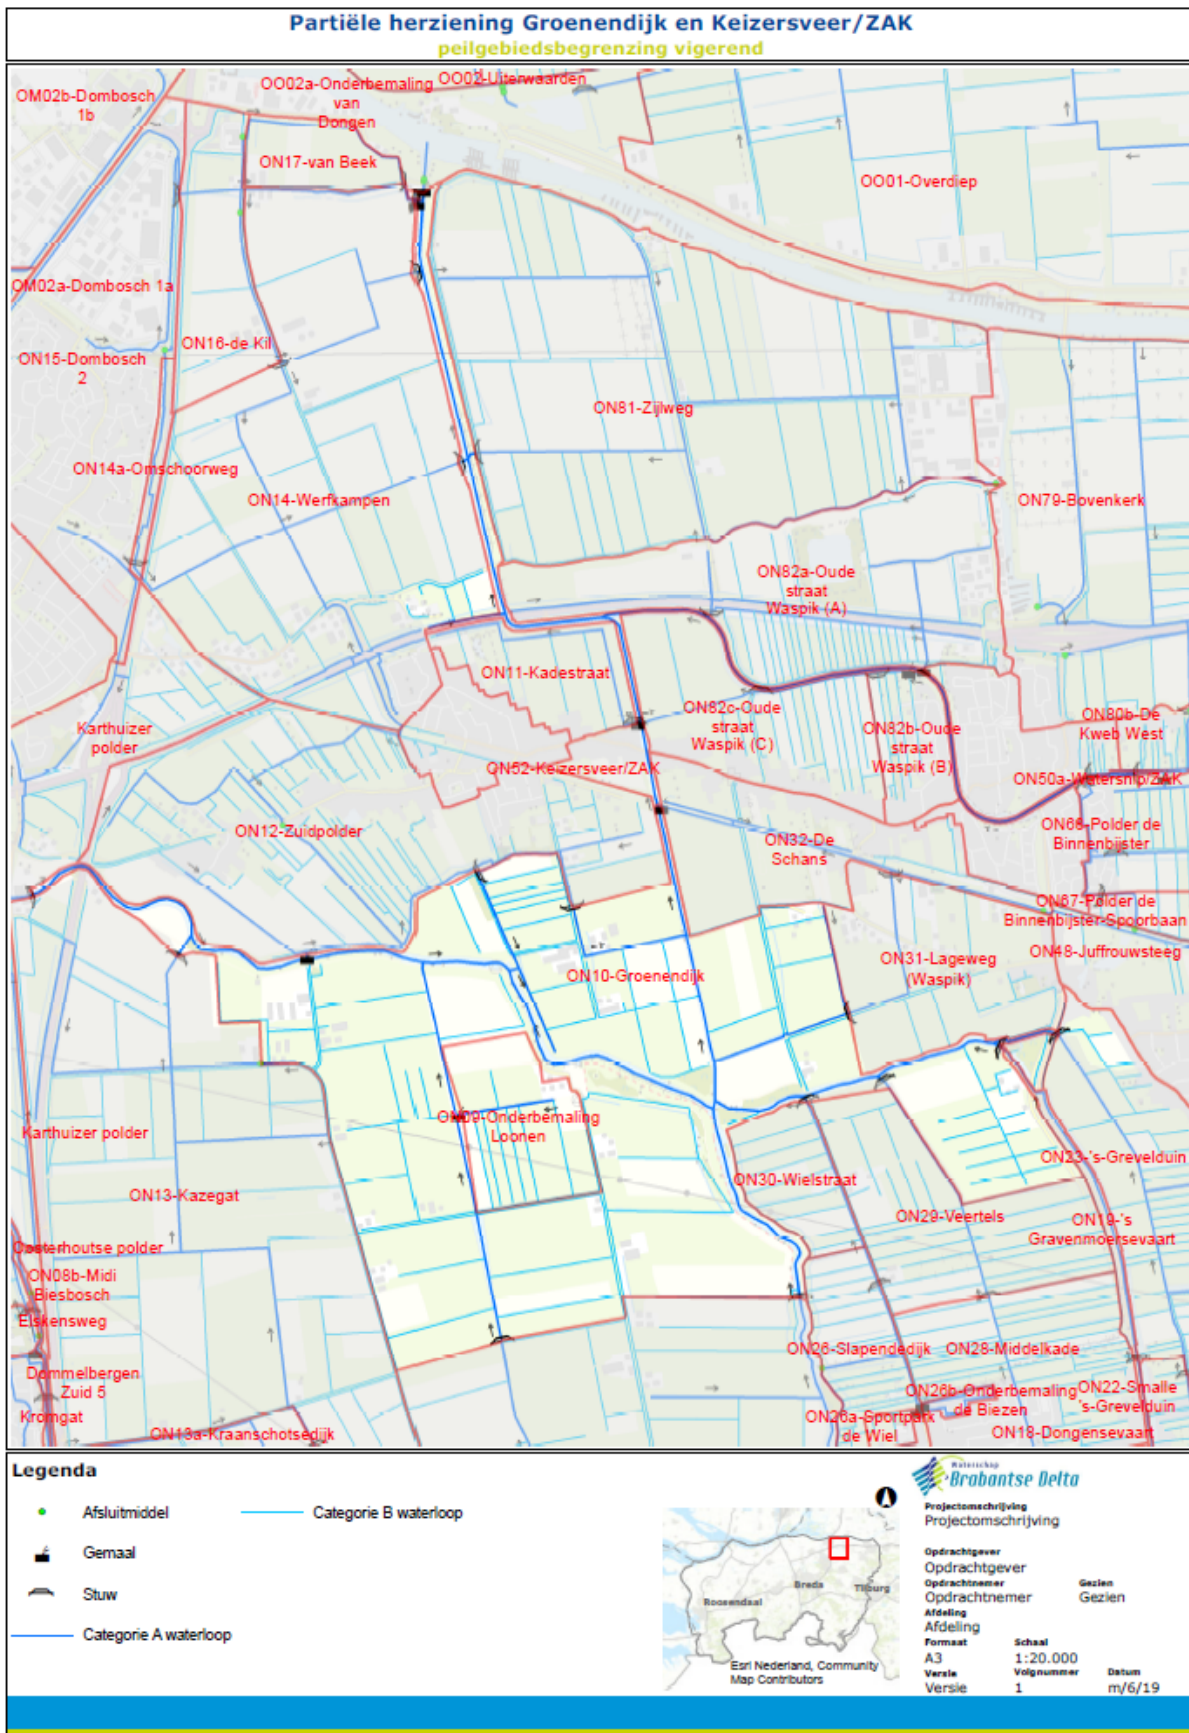 Partiële herziening Groenendijk en Keizersveer/ZAK
peilgebiedsbegrenzing vigerend
OM02b-Dombosch
1b
OO02a-Onderbemaling
van
Dongen
OO02-Uiterwaarden
ON17-van Beek
OO01-Overdiep
OM02a-Dombosch 1a
ON16-de Kil
ON15-Dombosch
2
ON81-Zijlweg
ON14a-Omschoorweg
ON14-Werfkampen
ON79-Bovenkerk
ON82a-Oude
straat
Waspik (A)
ON11-Kadestraat
ON82c-Oude
straat
Waspik (C)
ON82b-Oude
straat
Waspik (B)
ON80b-De
Kweb West
Karthuizer
polder
ON52-Keizersveer/ZAK
ON50a-Watership/ZAK
ON12-Zuidpolder
ON32-De
Schans
ON68-Polder de
Binnenbijster
ON67-Polder de
Binnenbijster-Spoorbaan
ON31-Lageweg
(Waspik)
ON48-Juffrouwsteeg
ON10-Groenendijk
ON09-Onderbemaling
Loonen
Karthuizer polder
ON13-Kazegat
ON30-Wielstraat
ON23-'s-Grevelduin
ON29-Veertels
ON19-'s
Gravenmoersevaart
Oosterhoutse polder
ON08b-Midi
Biesbosch
Elskensweg
Dommelbergen
Zuid 5
Kromgat
ON13a-Kraanschotsedijk
ON26-Slapendedijk
ON28-Middelkade
ON26b-Onderbemaling
de Biezen
ON22-Smalle
's-Grevelduin
ON26a-Sportpark
de Wiel
ON18-Dongensevaart
Legenda
Afsluitmiddel
Categorie B waterloop
Gemaal
Stuw
Categorie A waterloop
Roosendaal
Breda
Tilburg
Esri Nederland, Community
Map Contributors
Waterschap
Brabantse Delta
Projectomschrijving
Projectomschrijving
Opdrachtgever
Opdrachtgever
Opdrachtnemer Gezien
Opdrachtnemer Gezien
Afdeling
Afdeling
Formaat Schaal
A3 1:20.000
Versie Volgnummer Datum
Versie 1 m/6/19